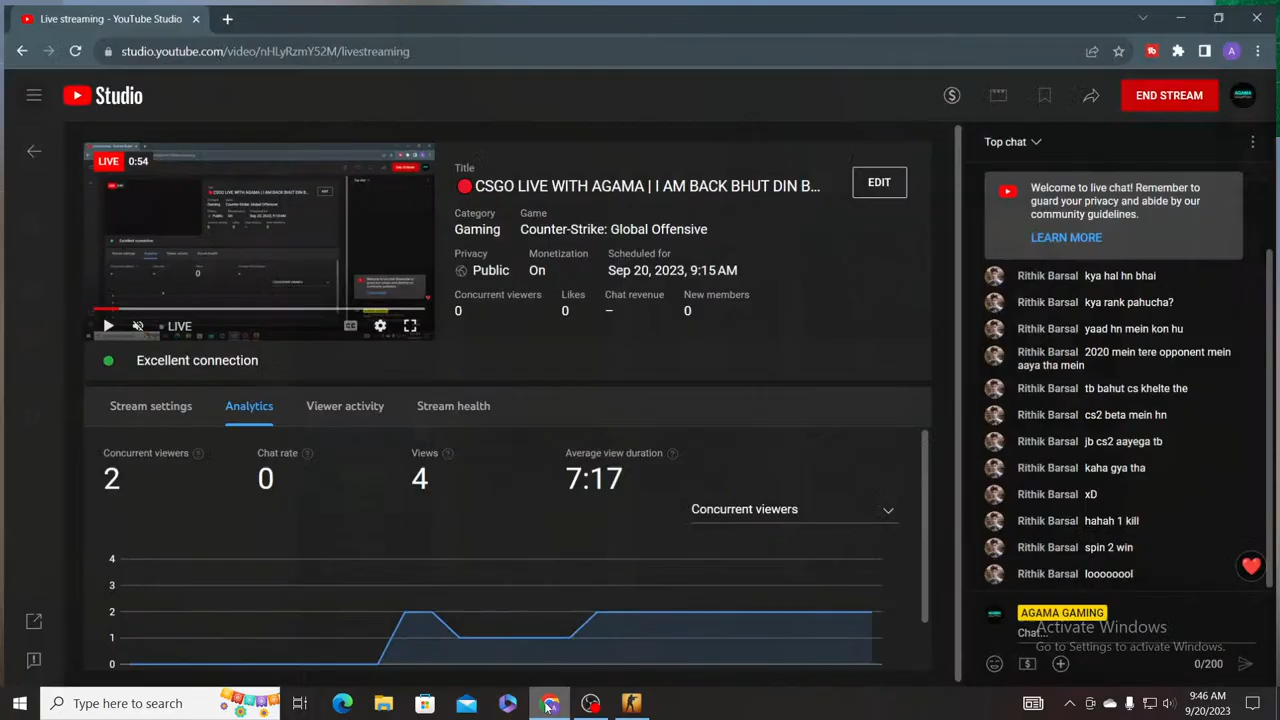 Live streaming - YouTube Studio
studio.youtube.com/video/nHLyRzmY52M/livestreaming
A
Studio
END STREAM
AGAMA
LIVE 0:54
LIVE
Title
CSGO LIVE WITH AGAMA | I AM BACK BHUT DIN B...
EDIT
Category
Gaming
Game
Counter-Strike: Global Offensive
Privacy
Public
Monetization
On
Scheduled for
Sep 20, 2023, 9:15 AM
Concurrent viewers
0
Likes
0
Chat revenue
–
New members
0
Excellent connection
Stream settings
Analytics
Viewer activity
Stream health
Concurrent viewers
2
Chat rate
0
Views
4
Average view duration
7:17
Concurrent viewers
4
3
2
1
0
Top chat
Welcome to live chat! Remember to
guard your privacy and abide by our
community guidelines.
LEARN MORE
Rithik Barsal kya hal hn bhai
Rithik Barsal kya rank pahucha?
Rithik Barsal yaad hn mein kon hu
Rithik Barsal 2020 mein tere opponent mein
aaya tha mein
Rithik Barsal tb bahut cs khelte the
Rithik Barsal cs2 beta mein hn
Rithik Barsal jb cs2 aayega tb
Rithik Barsal kaha gya tha
Rithik Barsal xD
Rithik Barsal hahah 1 kill
Rithik Barsal spin 2 win
Rithik Barsal looooool
AGAMA GAMING
Chat...
0/200
Activate Windows
Go to Settings to activate Windows.
Type here to search
9:46 AM
9/20/2023